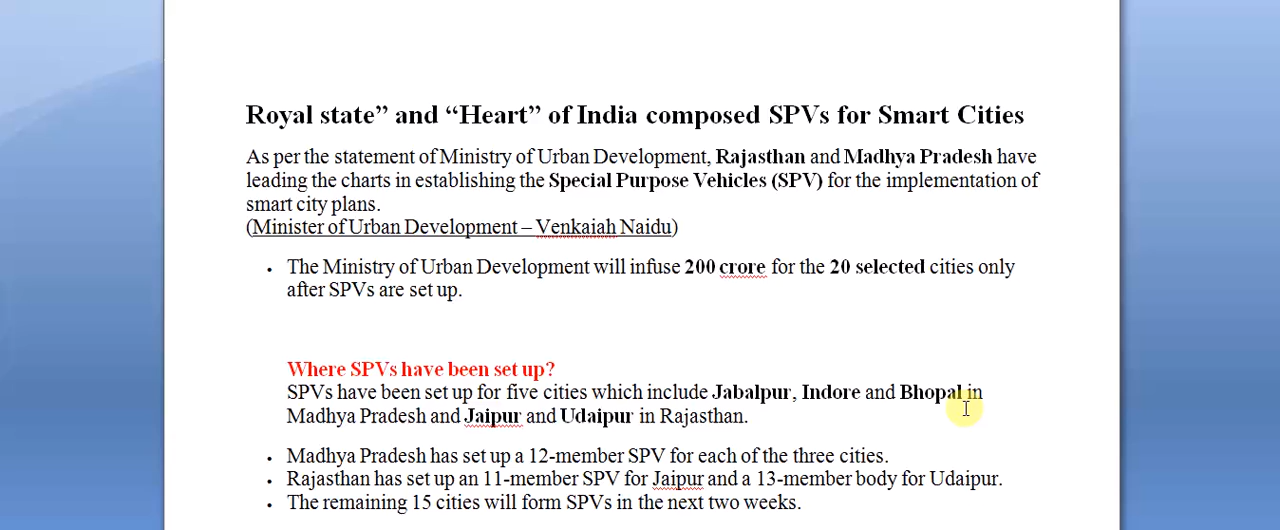 Royal state” and “Heart” of India composed SPVs for Smart Cities
As per the statement of Ministry of Urban Development, Rajasthan and Madhya Pradesh have
leading the charts in establishing the Special Purpose Vehicles (SPV) for the implementation of
smart city plans.
(Minister of Urban Development – Venkaiah Naidu)
• The Ministry of Urban Development will infuse 200 crore for the 20 selected cities only
after SPVs are set up.
Where SPVs have been set up?
SPVs have been set up for five cities which include Jabalpur, Indore and Bhopal in
Madhya Pradesh and Jaipur and Udaipur in Rajasthan.
• Madhya Pradesh has set up a 12-member SPV for each of the three cities.
• Rajasthan has set up an 11-member SPV for Jaipur and a 13-member body for Udaipur.
• The remaining 15 cities will form SPVs in the next two weeks.